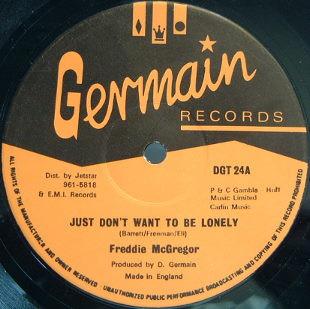 Germain
RECORDS
Dist. by Jetstar
961-5818
& E.M.I. Records
DGT 24A
P & C Gamble - Huff
Music Limited
Carlin Music
JUST DON'T WANT TO BE LONELY
(Barrett/Freeman/Eli)
Freddie McGregor
Produced by D. Germain
Made in England
ALL RIGHTS OF THE MANUFACTURER AND OWNER RESERVED
UNAUTHORIZED PUBLIC PERFORMANCE BROADCASTING AND COPYING OF THIS RECORD